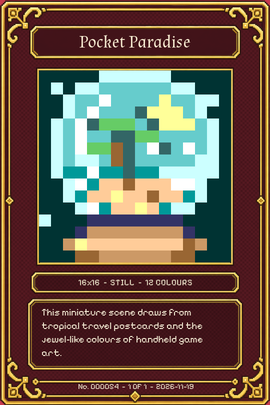 Pocket Paradise
16x16 - STILL - 12 COLOURS
This miniature scene draws from
tropical travel postcards and the
jewel-like colours of handheld game
art.
No. 000054 - 1 OF 1 - 2026-11-19